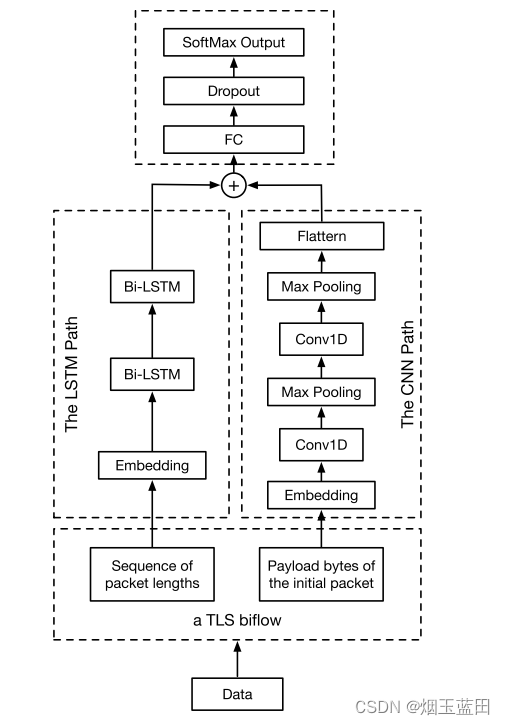 SoftMax Output
Dropout
FC
+
Flattern
Bi-LSTM
Max Pooling
Conv1D
The LSTM Path
The CNN Path
Bi-LSTM
Max Pooling
Conv1D
Embedding
Embedding
Sequence of
packet lengths
Payload bytes of
the initial packet
a TLS biflow
Data
CSDN @烟玉蓝田